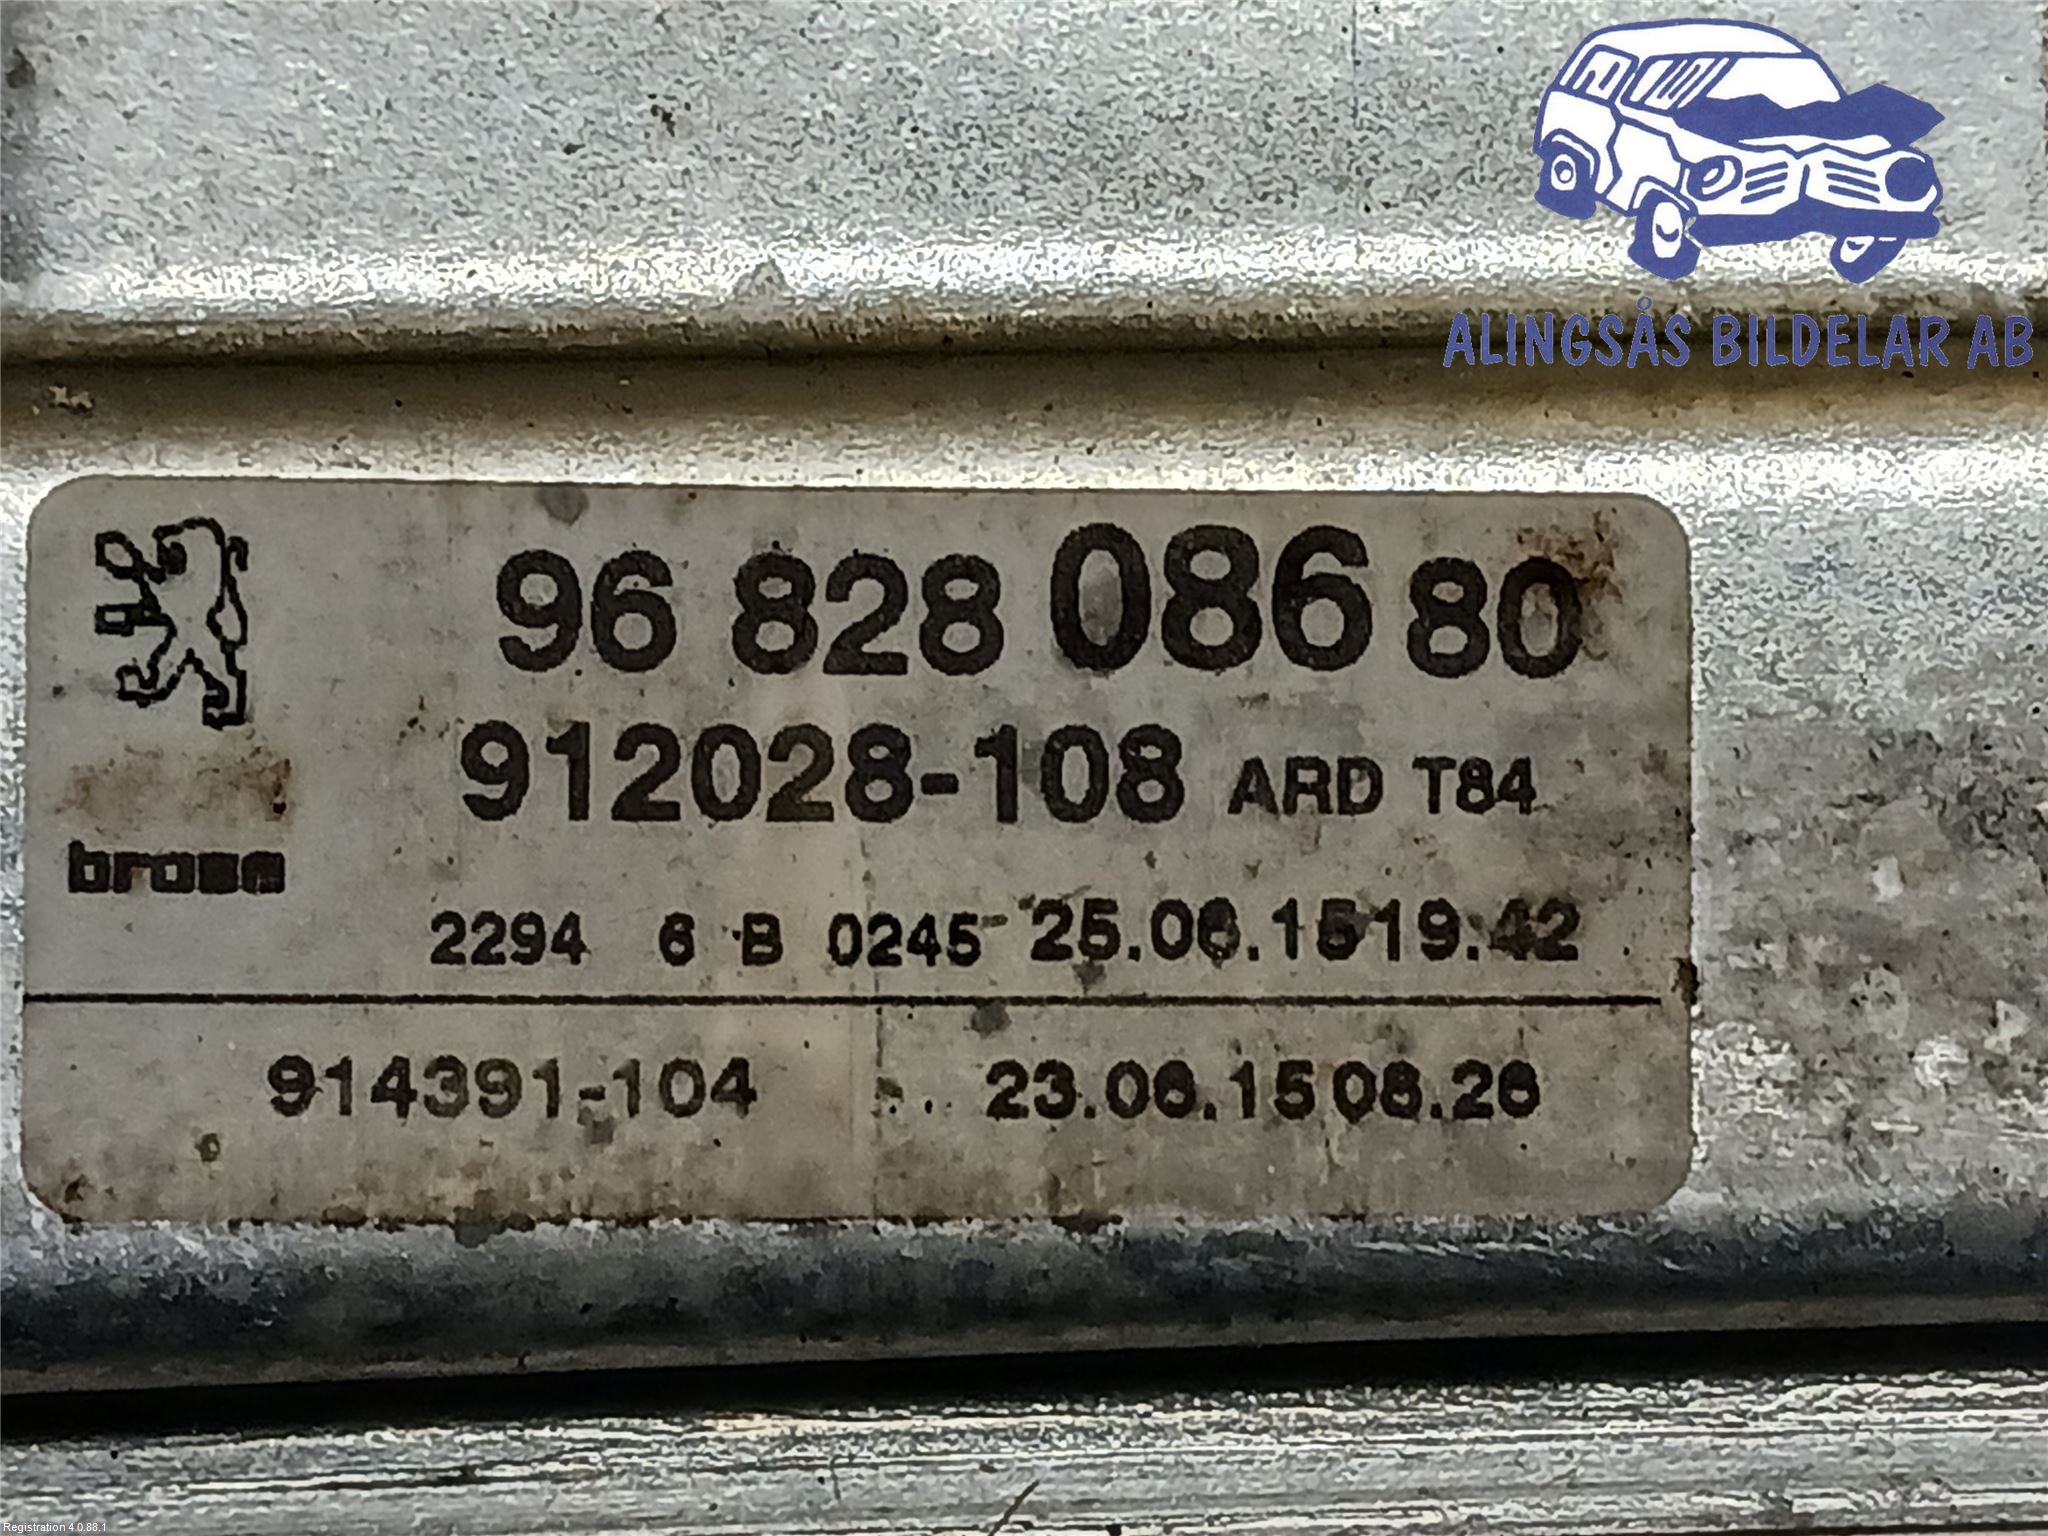 ALINGSÅS BILDELAR AB
96 828 086 80
912028-108 ARD T84
brose
2294 6 B 0245 25.06.15 19.42
914391-104 23.06.15 08.26
Registration 4.0.88.1